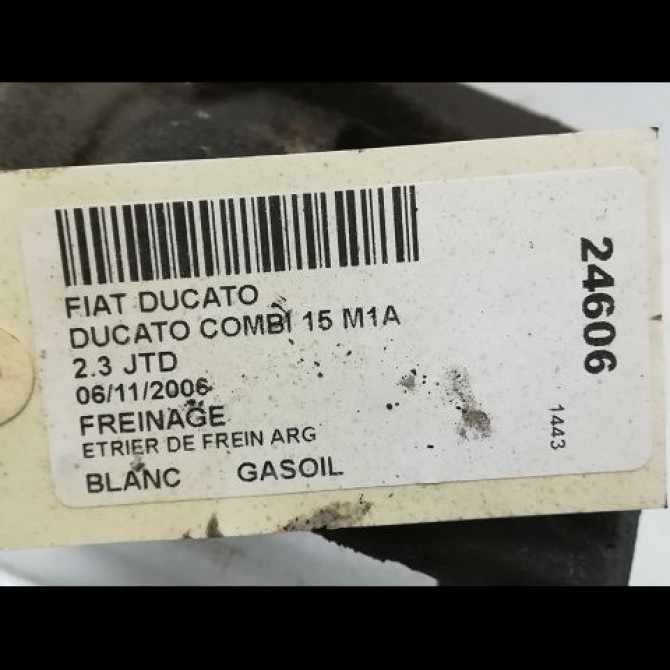 FIAT DUCATO
DUCATO COMBI 15 M1A
2.3 JTD
06/11/2006
FREINAGE
ETRIER DE FREIN ARG
BLANC GASOIL
24606
1443